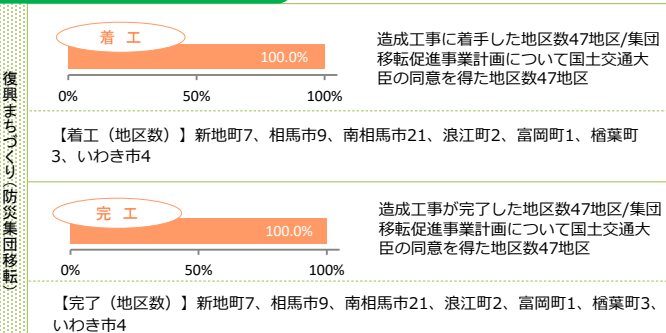 復興まちづくり（防災集団移転）
着 工
100.0%
0%
50%
100%
造成工事に着手した地区数47地区/集団
移転促進事業計画について国土交通大
臣の同意を得た地区数47地区
【着工（地区数）】新地町7、相馬市9、南相馬市21、浪江町2、富岡町1、楢葉町
3、いわき市4
完 工
100.0%
0%
50%
100%
造成工事が完了した地区数47地区/集団
移転促進事業計画について国土交通大
臣の同意を得た地区数47地区
【完了（地区数）】新地町7、相馬市9、南相馬市21、浪江町2、富岡町1、楢葉町3、
いわき市4